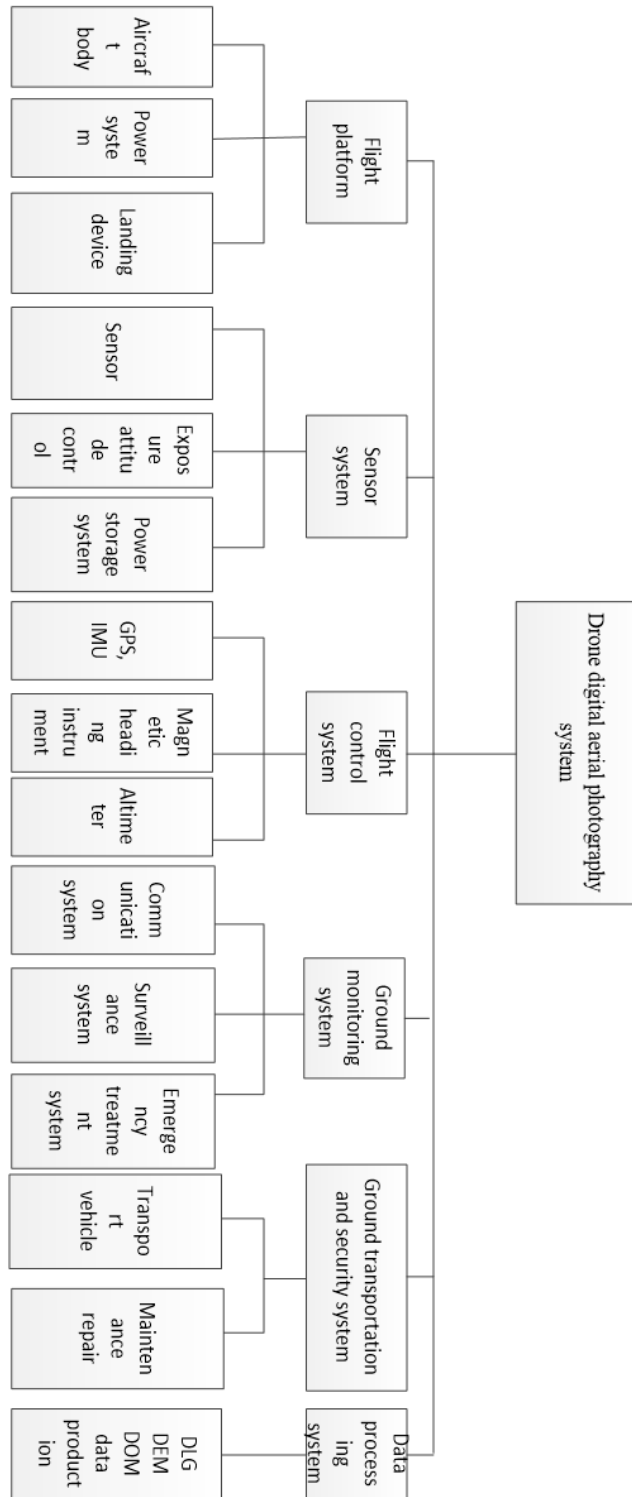 Drone digital aerial photography
system
Flight
platform
Sensor
system
Flight
control
system
Ground
monitoring
system
Ground transportation
and security system
Data
process
ing
system
Aircraf
t
body
Power
syste
m
Landing
device
Sensor
Expos
ure
attitu
de
contr
ol
Power
storage
system
GPS,
IMU
Magn
etic
headi
ng
instru
ment
Altime
ter
Comm
unicati
on
system
Surveill
ance
system
Emerge
ncy
treatme
nt
system
Transpo
rt
vehicle
Mainten
ance
repair
DLG
DEM
DOM
data
product
ion